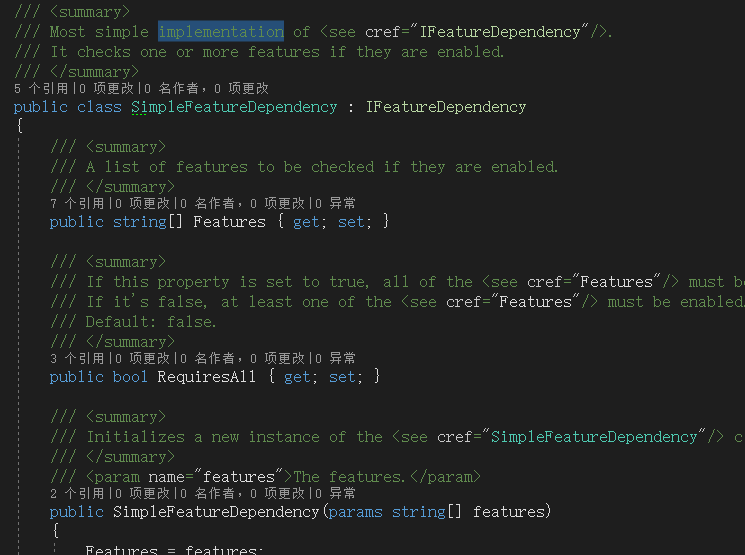 /// <summary>
/// Most simple implementation of <see cref="IFeatureDependency"/>.
/// It checks one or more features if they are enabled.
/// </summary>
5 个引用|0 项更改|0 名作者，0 项更改
public class SimpleFeatureDependency : IFeatureDependency
{
/// <summary>
/// A list of features to be checked if they are enabled.
/// </summary>
7 个引用|0 项更改|0 名作者，0 项更改|0 异常
public string[] Features { get; set; }
/// <summary>
/// If this property is set to true, all of the <see cref="Features"/> must b
/// If it's false, at least one of the <see cref="Features"/> must be enabled.
/// Default: false.
/// </summary>
3 个引用|0 项更改|0 名作者，0 项更改|0 异常
public bool RequiresAll { get; set; }
/// <summary>
/// Initializes a new instance of the <see cref="SimpleFeatureDependency"/> c
/// </summary>
/// <param name="features">The features.</param>
2 个引用|0 项更改|0 名作者，0 项更改|0 异常
public SimpleFeatureDependency(params string[] features)
{
Features = features;